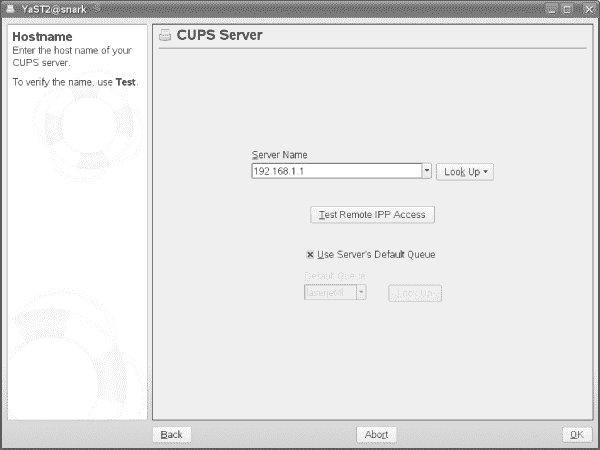 YaST2@snark
Hostname
Enter the host name of your
CUPS server.
To verify the name, use Test.
CUPS Server
Server Name
192.168.1.1
Look Up
Test Remote IPP Access
Use Server's Default Queue
Default Queue
Look Up
Back
Abort
OK